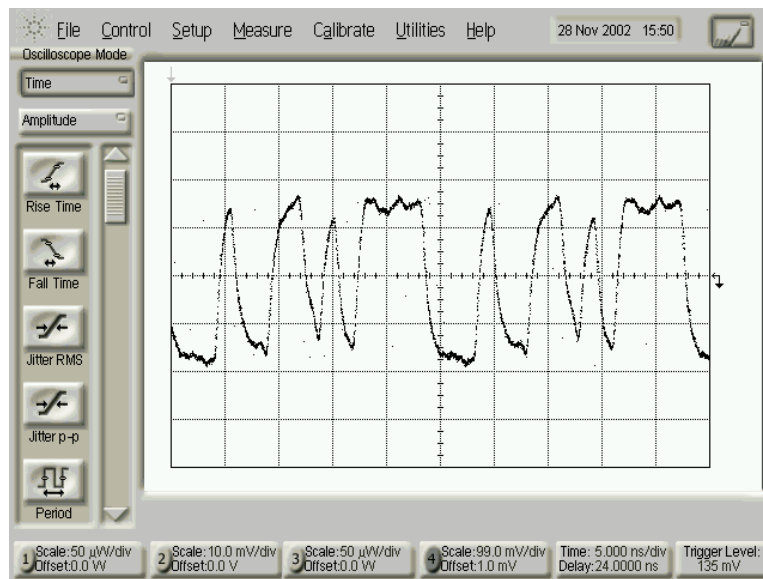 File Control Setup Measure Calibrate Utilities Help 28 Nov 2002 15:50
Oscilloscope Mode
Time
Amplitude
Rise Time
Fall Time
Jitter RMS
Jitter p-p
Period
1 Scale:50 µW/div
Offset:0.0 W
2 Scale:10.0 mV/div
Offset:0.0 V
3 Scale:50 µW/div
Offset:0.0 W
4 Scale:99.0 mV/div
Offset:1.0 mV
Time: 5.000 ns/div
Delay:24.0000 ns
Trigger Level:
135 mV